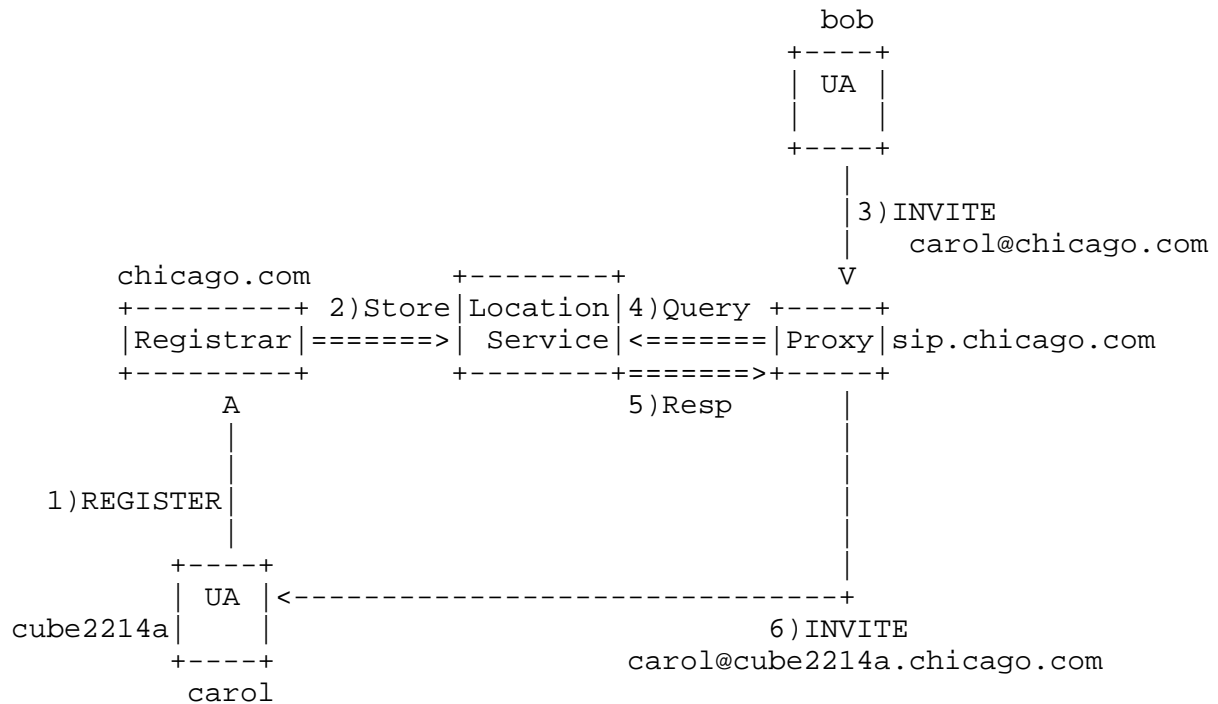 bob
UA
3)INVITE
carol@chicago.com
chicago.com
2)Store Location 4)Query
Registrar Service Proxy sip.chicago.com
5)Resp
1)REGISTER
UA
cube2214a
6)INVITE
carol@cube2214a.chicago.com
carol